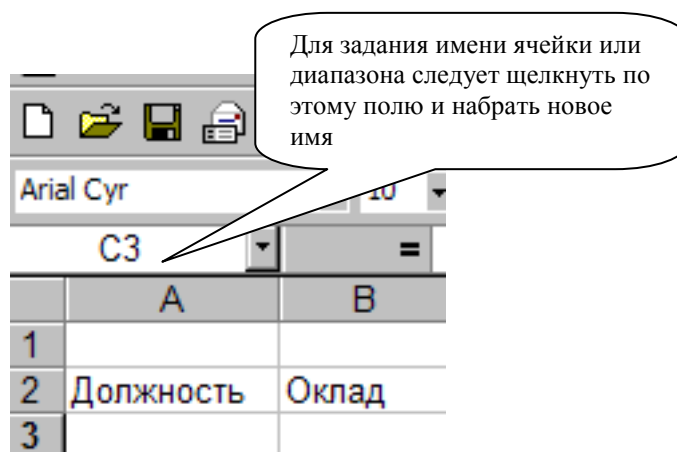 Для задания имени ячейки или
диапазона следует щелкнуть по
этому полю и набрать новое
имя
Arial Cyr 10
C3 =
A B
1
2 Должность Оклад
3